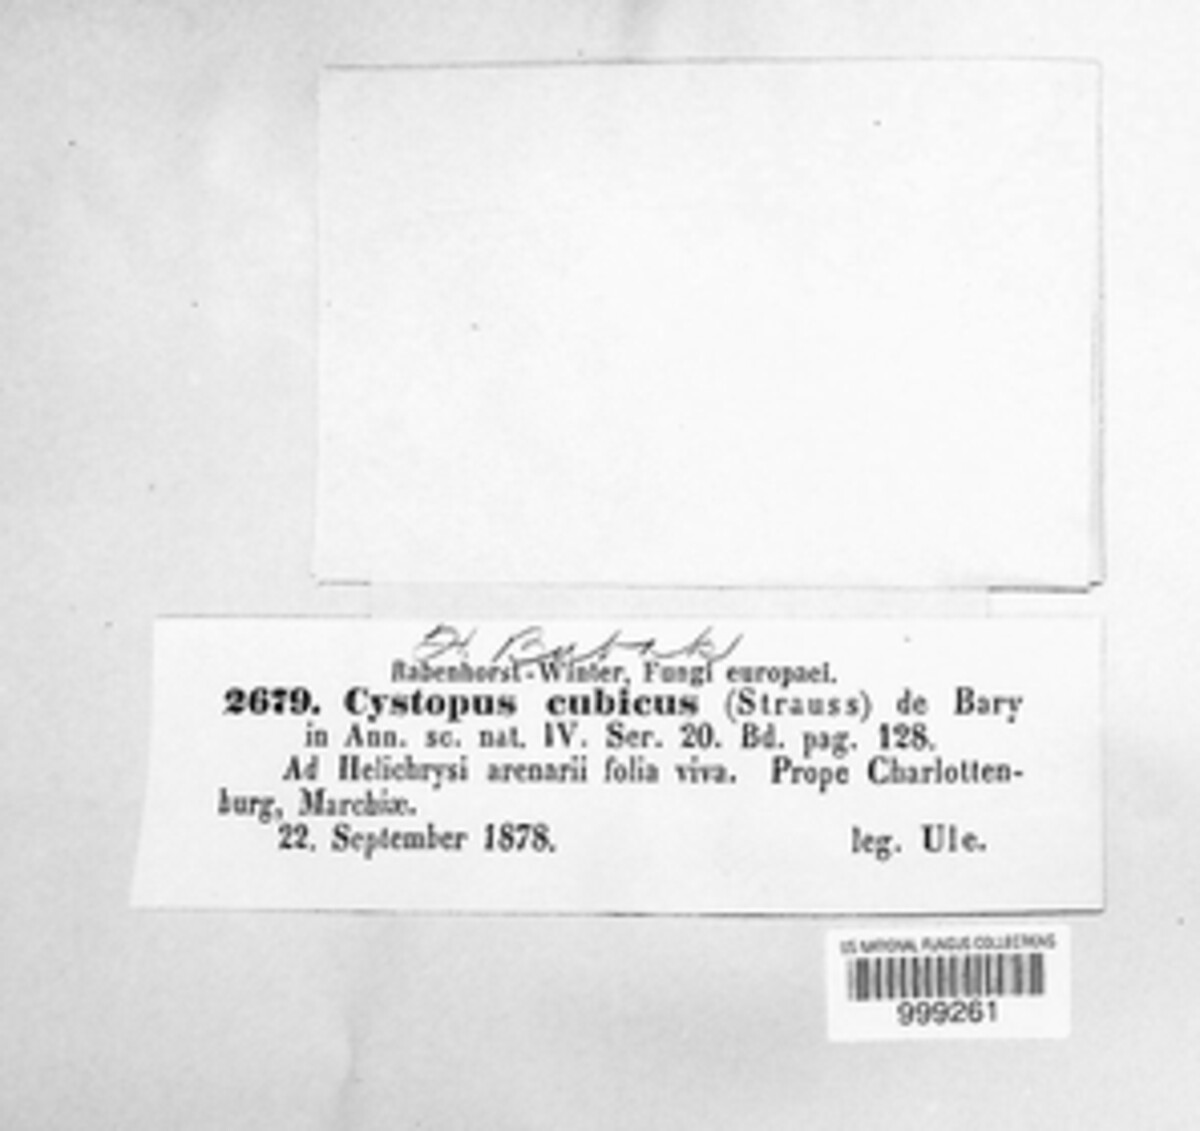 Bubak
Rabenhorst-Winter, Fungi europaei.
2679. Cystopus cubicus (Strauss) de Bary
in Ann. sc. nat. IV. Ser. 20. Bd. pag. 128.
Ad Helichrysi arenarii folia viva. Prope Charlotten-
burg, Marchiæ.
22. September 1878. leg. Ule.
US NATIONAL FUNGUS COLLECTIONS
999261